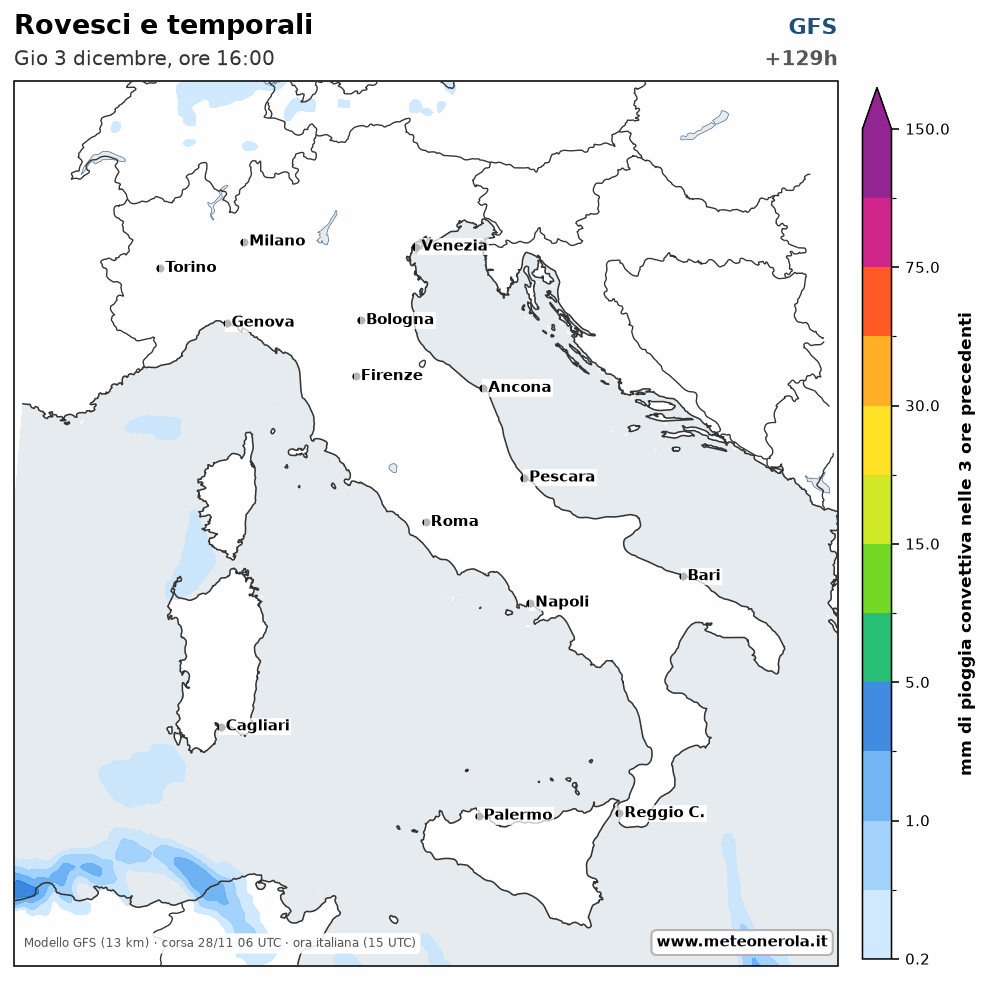 Rovesci e temporali
GFS
Gio 3 dicembre, ore 16:00
+129h
150.0
75.0
30.0
15.0
5.0
1.0
0.2
mm di pioggia convettiva nelle 3 ore precedenti
Milano
Venezia
Torino
Genova
Bologna
Firenze
Ancona
Pescara
Roma
Bari
Napoli
Cagliari
Palermo
Reggio C.
Modello GFS (13 km) · corsa 28/11 06 UTC · ora italiana (15 UTC)
www.meteonerola.it